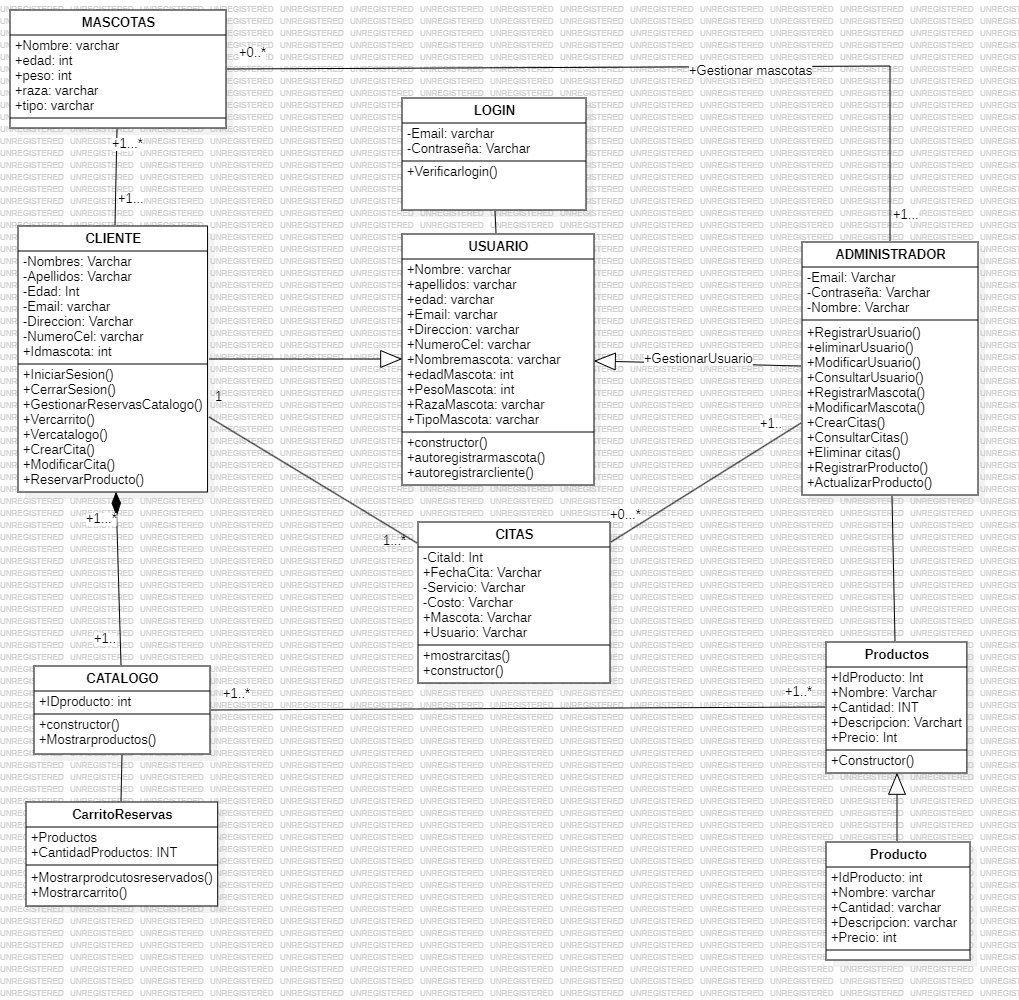 MASCOTAS
+Nombre: varchar
+edad: int
+peso: int
+raza: varchar
+tipo: varchar
+0..*
+Gestionar mascotas
+1...*
+1...
+1...
LOGIN
-Email: varchar
-Contraseña: Varchar
+Verificarlogin()
CLIENTE
-Nombres: Varchar
-Apellidos: Varchar
-Edad: Int
-Email: varchar
-Direccion: Varchar
-NumeroCel: varchar
+Idmascota: int
+IniciarSesion()
+CerrarSesion()
+GestionarReservasCatalogo()
+Vercarrito()
+Vercatalogo()
+CrearCita()
+ModificarCita()
+ReservarProducto()
USUARIO
+Nombre: varchar
+apellidos: varchar
+edad: varchar
+Email: varchar
+Direccion: varchar
+NumeroCel: varchar
+Nombremascota: varchar
+edadMascota: int
+PesoMascota: int
+RazaMascota: varchar
+TipoMascota: varchar
+constructor()
+autoregistrarmascota()
+autoregistrarcliente()
+GestionarUsuario
ADMINISTRADOR
-Email: Varchar
-Contraseña: Varchar
-Nombre: Varchar
+RegistrarUsuario()
+eliminarUsuario()
+ModificarUsuario()
+ConsultarUsuario()
+RegistrarMascota()
+ModificarMascota()
+CrearCitas()
+ConsultarCitas()
+Eliminar citas()
+RegistrarProducto()
+ActualizarProducto()
1
1...*
+1..
+0...*
CITAS
-CitaId: Int
+FechaCita: Varchar
-Servicio: Varchar
-Costo: Varchar
+Mascota: Varchar
+Usuario: Varchar
+mostrarcitas()
+constructor()
+1...*
+1..
CATALOGO
+IDproducto: int
+constructor()
+Mostrarproductos()
+1..*
+1..*
Productos
+IdProducto: Int
+Nombre: Varchar
+Cantidad: INT
+Descripcion: Varchart
+Precio: Int
+Constructor()
CarritoReservas
+Productos
+CantidadProductos: INT
+Mostrarprodcutosreservados()
+Mostrarcarrito()
Producto
+IdProducto: int
+Nombre: varchar
+Cantidad: varchar
+Descripcion: varchar
+Precio: int
UNREGISTERED